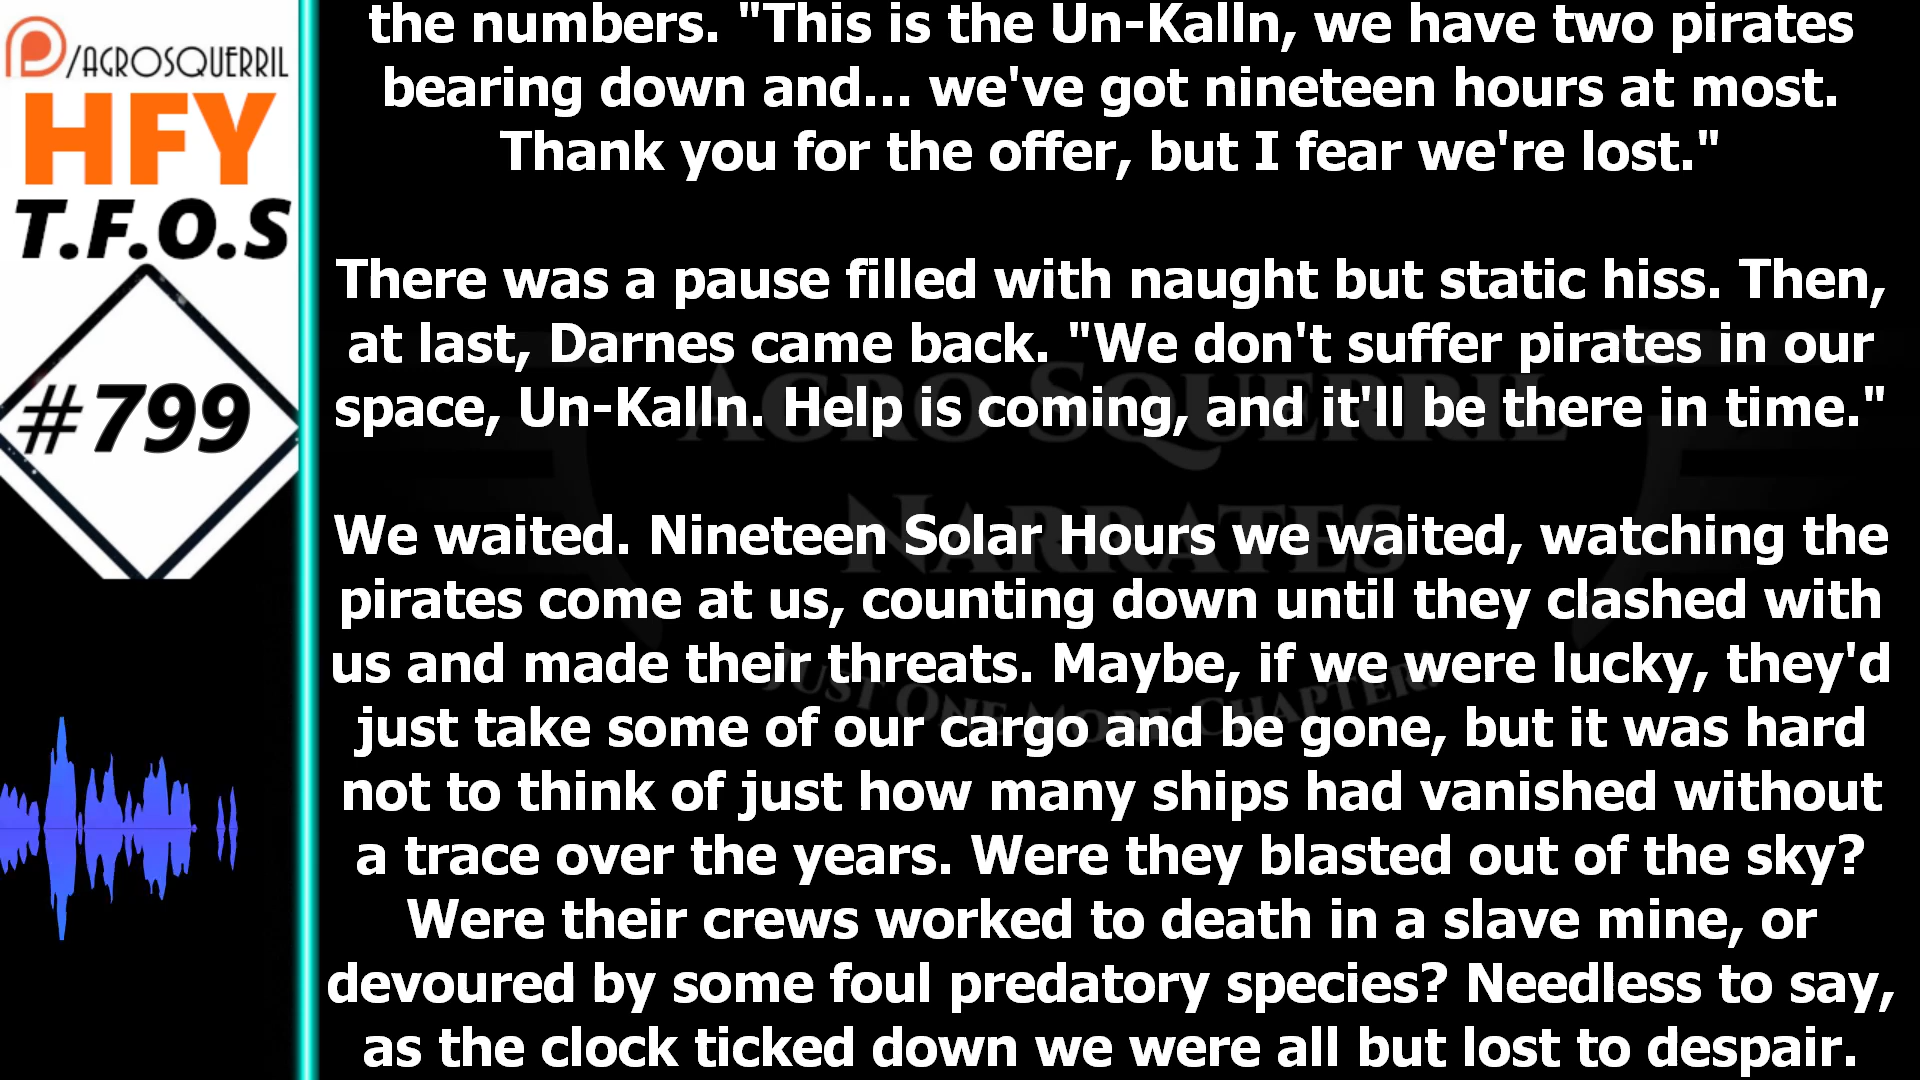 /AGROSQUERRIL
HFY
T.F.O.S
#799
the numbers. "This is the Un-Kalln, we have two pirates
bearing down and... we've got nineteen hours at most.
Thank you for the offer, but I fear we're lost."
There was a pause filled with naught but static hiss. Then,
at last, Darnes came back. "We don't suffer pirates in our
space, Un-Kalln. Help is coming, and it'll be there in time."
We waited. Nineteen Solar Hours we waited, watching the
pirates come at us, counting down until they clashed with
us and made their threats. Maybe, if we were lucky, they'd
just take some of our cargo and be gone, but it was hard
not to think of just how many ships had vanished without
a trace over the years. Were they blasted out of the sky?
Were their crews worked to death in a slave mine, or
devoured by some foul predatory species? Needless to say,
as the clock ticked down we were all but lost to despair.
Agro Squerril
Narrates
Just One More Chapter!